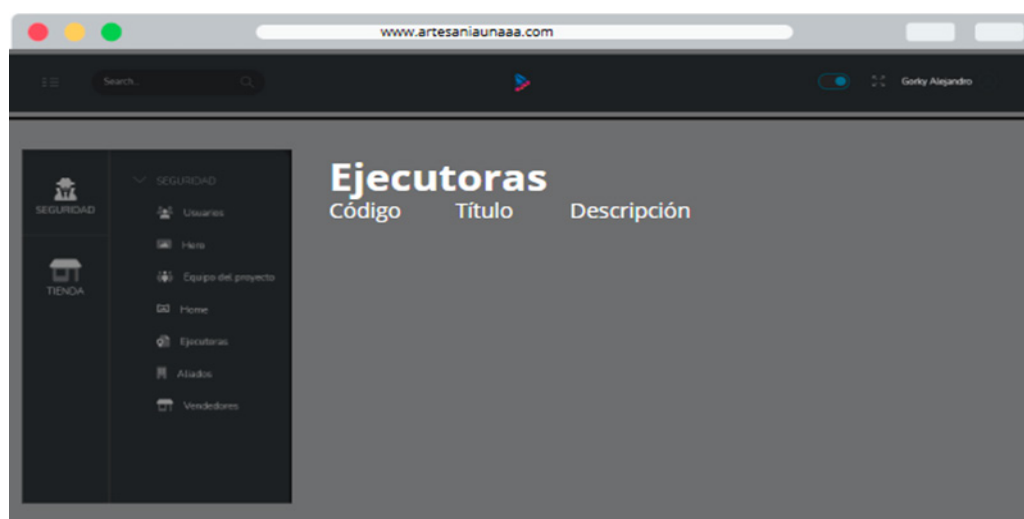 www.artesaniaunaaa.com
Search..
Gorky Alejandro
SEGURIDAD
TIENDA
SEGURIDAD
Usuarios
Hero
Equipo del proyecto
Home
Ejecutoras
Aliados
Vendedores
Ejecutoras
Código Título Descripción